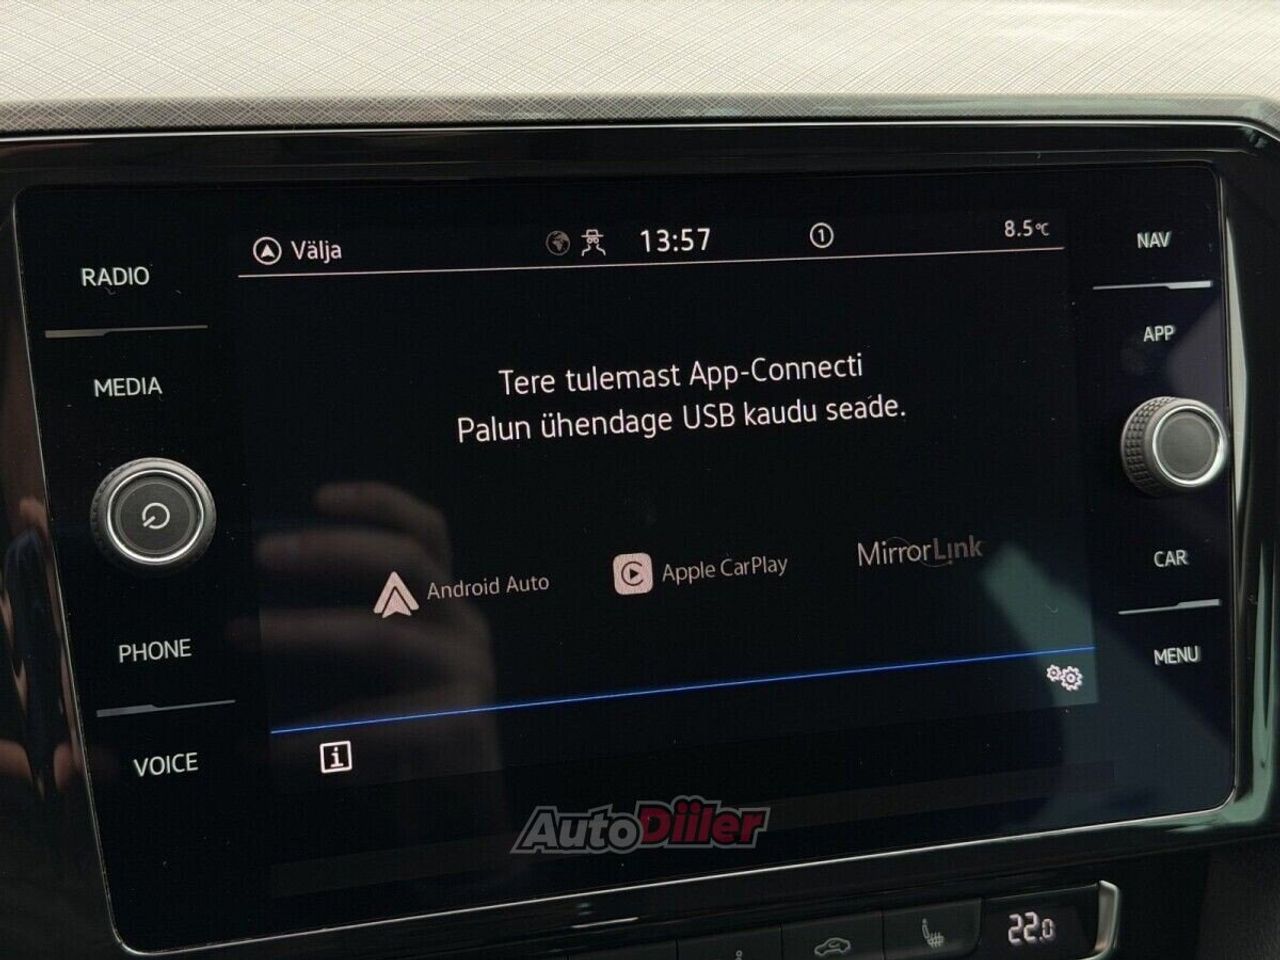 Välja
13:57
1
8.5°C
RADIO
MEDIA
PHONE
VOICE
NAV
APP
CAR
MENU
Tere tulemast App-Connecti
Palun ühendage USB kaudu seade.
Android Auto
Apple CarPlay
MirrorLink
i
AutoDiiler
22.0